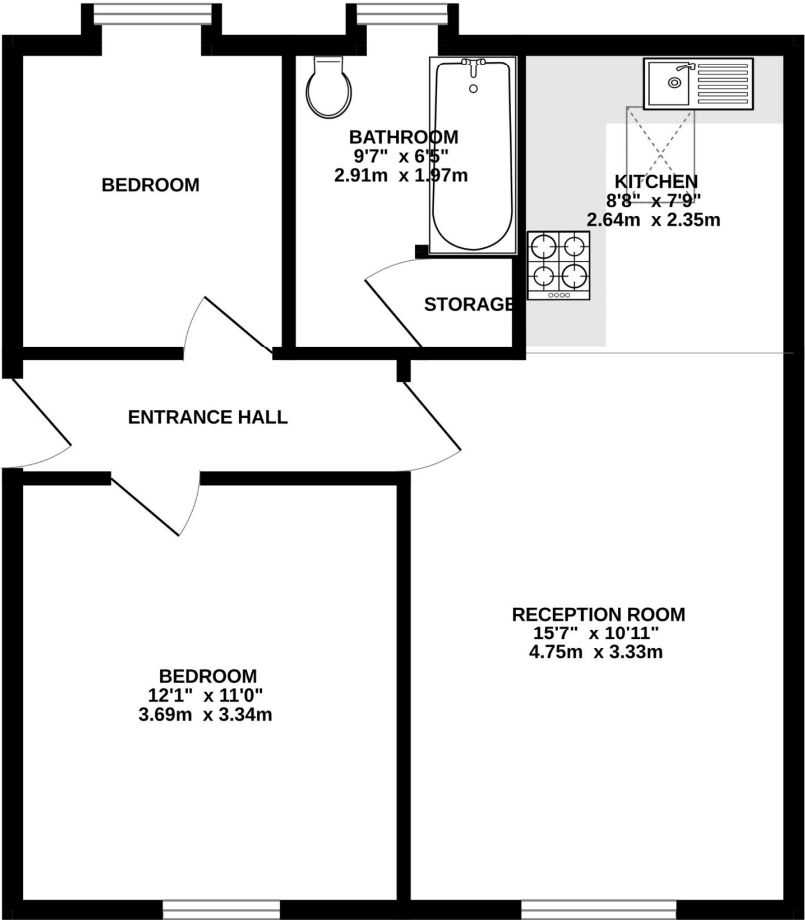 BATHROOM
9'7" x 6'5"
2.91m x 1.97m
BEDROOM
KITCHEN
8'8" x 7'9"
2.64m x 2.35m
STORAGE
ENTRANCE HALL
RECEPTION ROOM
15'7" x 10'11"
4.75m x 3.33m
BEDROOM
12'1" x 11'0"
3.69m x 3.34m